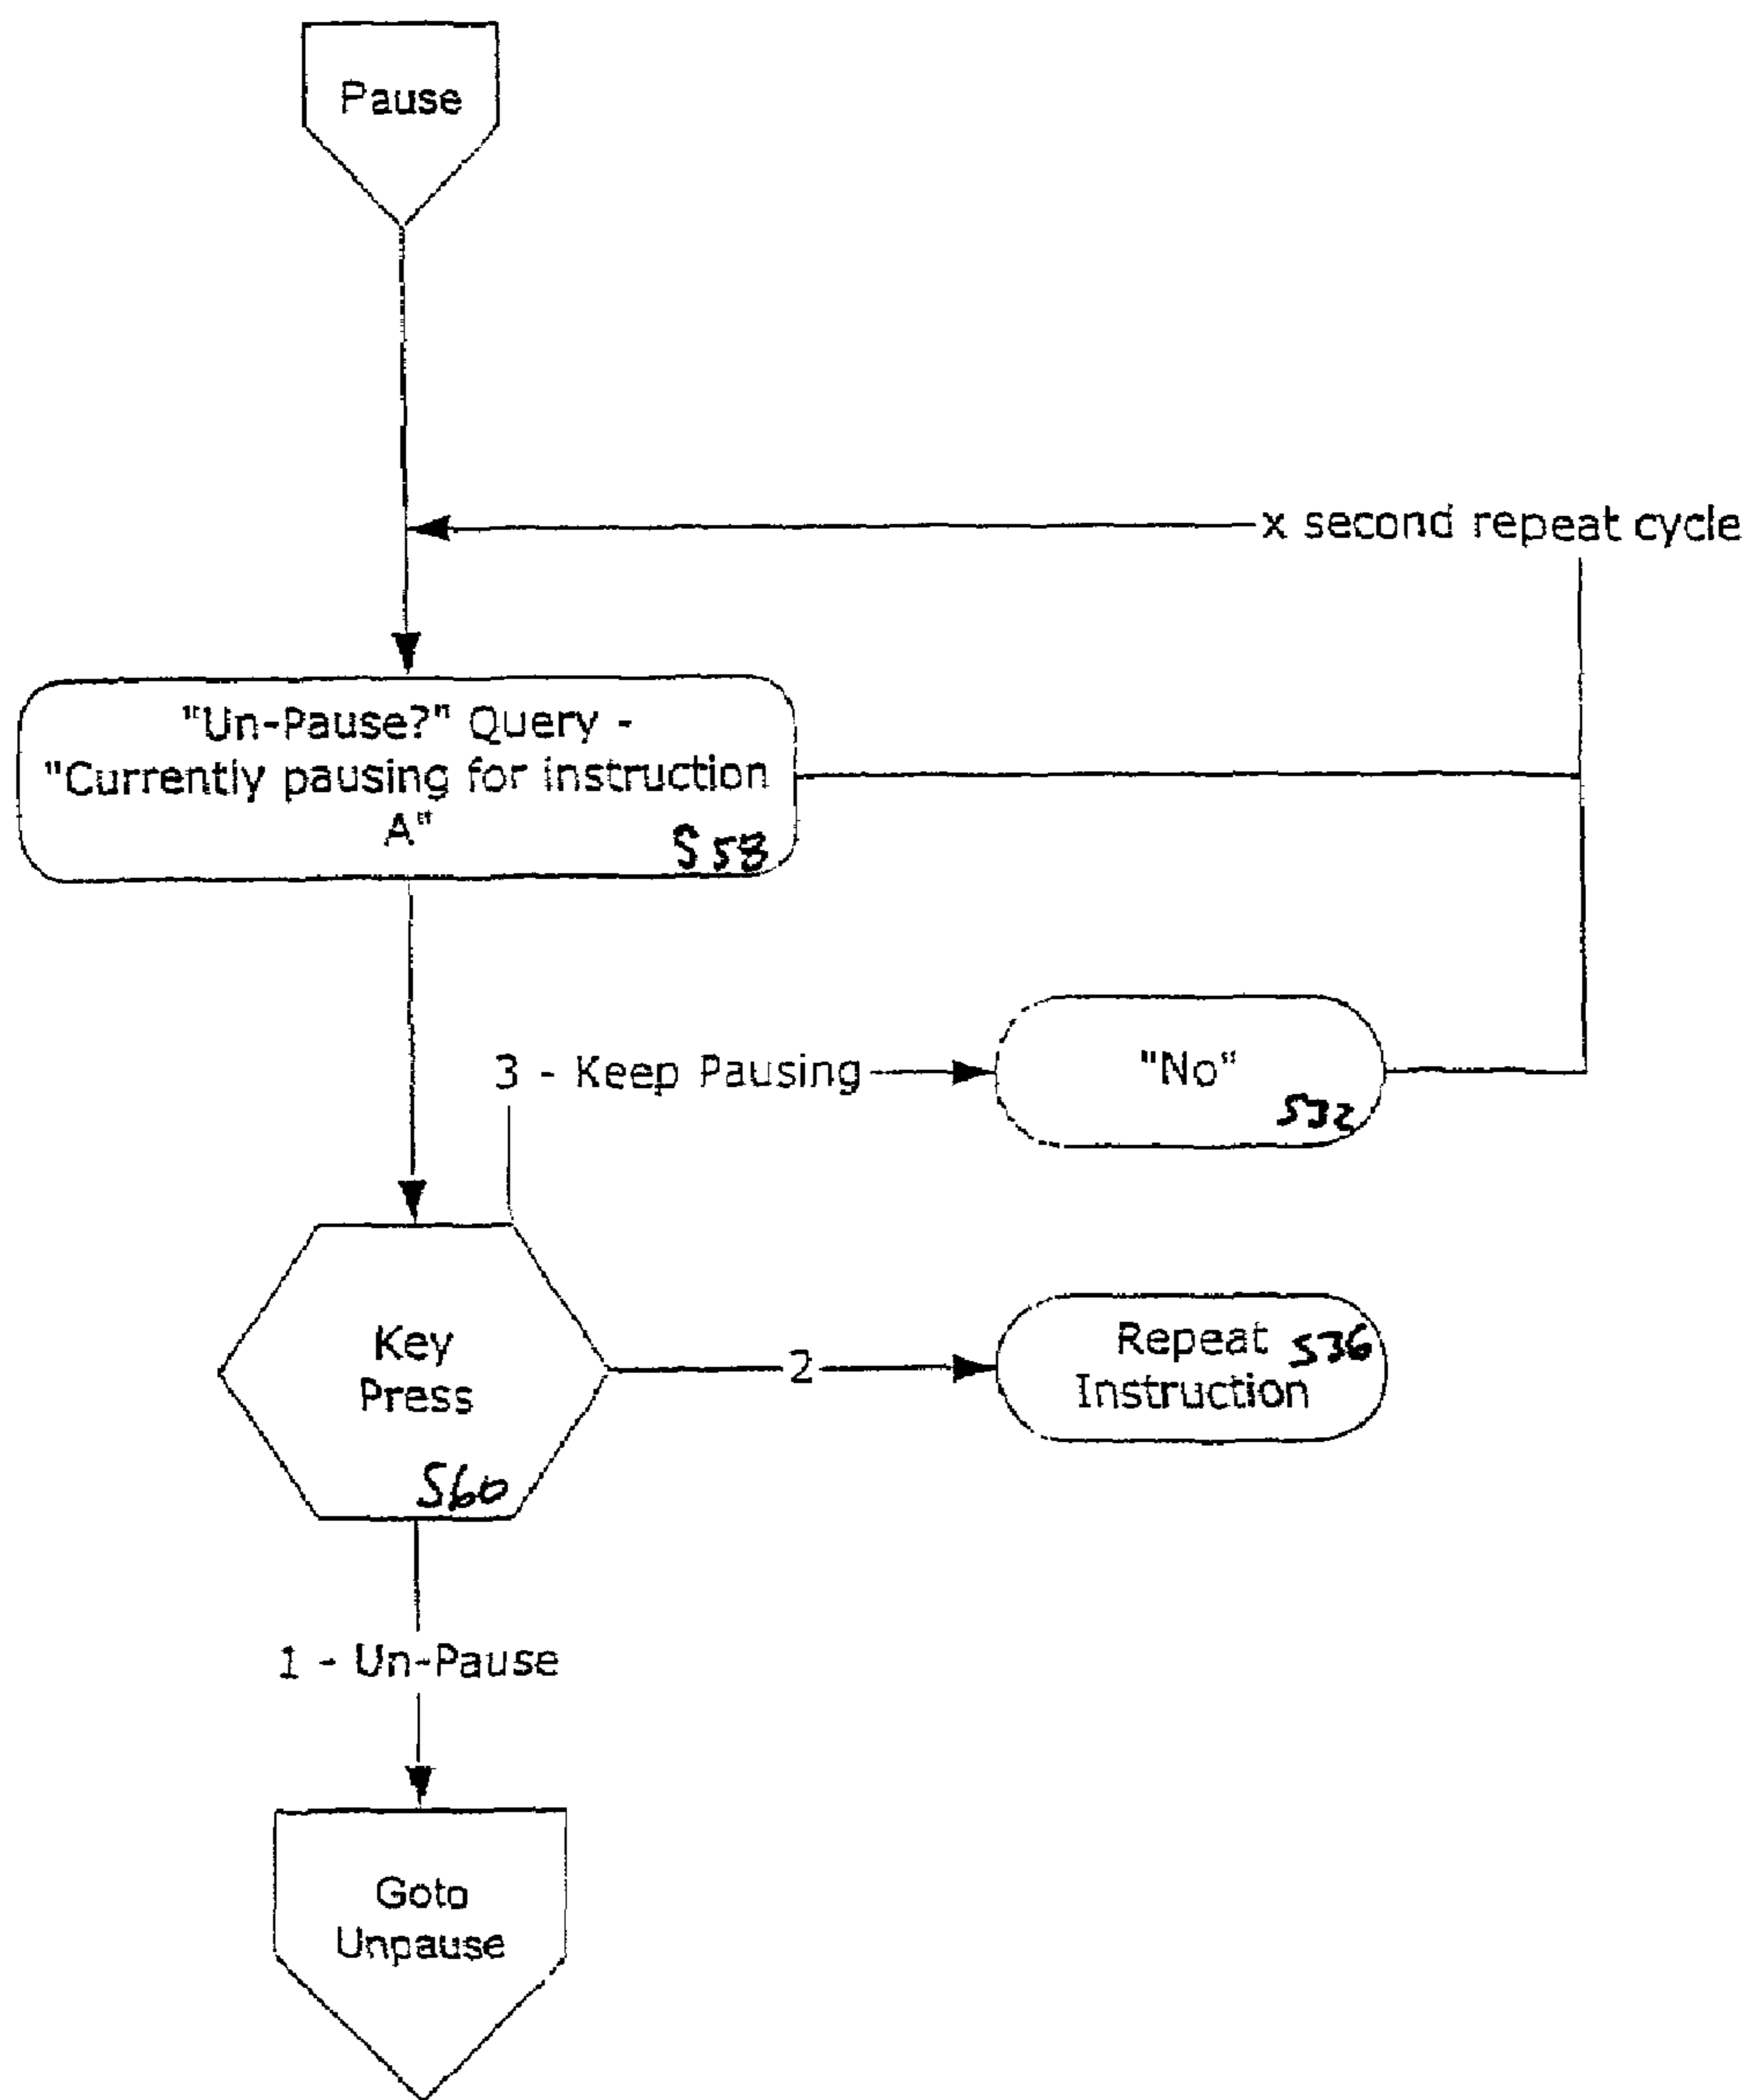 Pause
x second repeat cycle
"Un-Pause?" Query -
"Currently pausing for instruction
A"
S58
3 - Keep Pausing
"No"
S32
Key
Press
S60
2
Repeat
Instruction
S36
1 - Un-Pause
Goto
Unpause